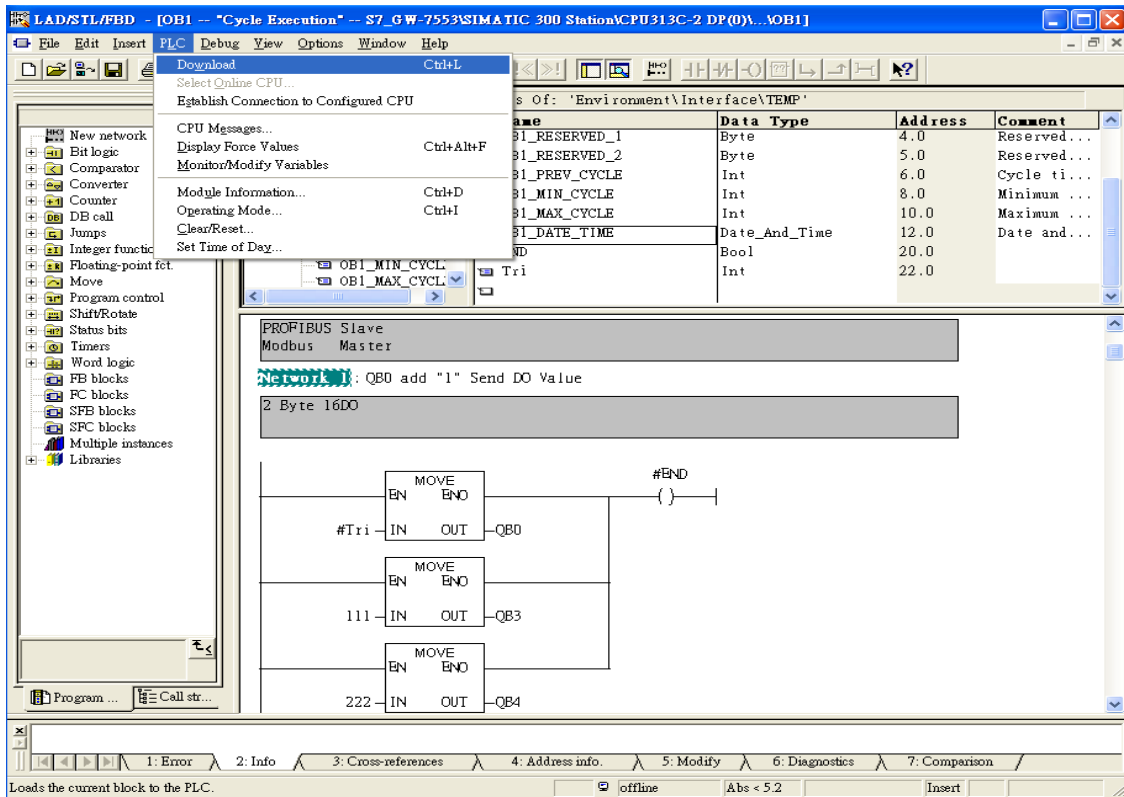 LAD/STL/FBD - [OB1 -- "Cycle Execution" -- S7_GW-7553\SIMATIC 300 Station\CPU313C-2 DP(0)\...\OB1]
File Edit Insert PLC Debug View Options Window Help
Download Ctrl+L
Select Online CPU...
Establish Connection to Configured CPU
CPU Messages...
Display Force Values Ctrl+Alt+F
Monitor/Modify Variables
Module Information... Ctrl+D
Operating Mode... Ctrl+I
Clear/Reset...
Set Time of Day...
New network
Bit logic
Comparator
Converter
Counter
DB call
Jumps
Integer functio
Floating-point fct.
Move
Program control
Shift/Rotate
Status bits
Timers
Word logic
FB blocks
FC blocks
SFB blocks
SFC blocks
Multiple instances
Libraries
Program ... Call str...
s Of: 'Environment\Interface\TEMP'
ame Data Type Address Comment
B1_RESERVED_1 Byte 4.0 Reserved...
B1_RESERVED_2 Byte 5.0 Reserved...
B1_PREV_CYCLE Int 6.0 Cycle ti...
B1_MIN_CYCLE Int 8.0 Minimum ...
B1_MAX_CYCLE Int 10.0 Maximum ...
B1_DATE_TIME Date_And_Time 12.0 Date and...
ND Bool 20.0
Tri Int 22.0
OB1_MIN_CYCL
OB1_MAX_CYCL
PROFIBUS Slave
Modbus Master
Network 1: QB0 add "1" Send DO Value
2 Byte 16DO
MOVE #END
EN ENO ( )
#Tri IN OUT QB0
MOVE
EN ENO
111 IN OUT QB3
MOVE
EN ENO
222 IN OUT QB4
1: Error 2: Info 3: Cross-references 4: Address info. 5: Modify 6: Diagnostics 7: Comparison
Loads the current block to the PLC. offline Abs < 5.2 Insert